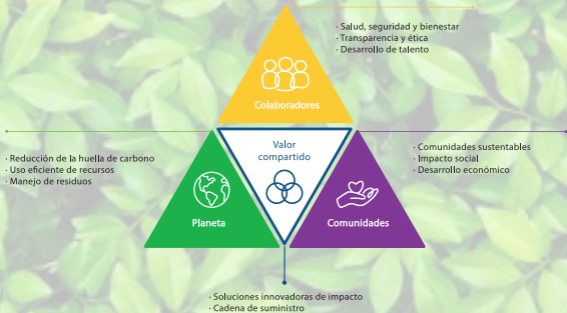 · Salud, seguridad y bienestar
· Transparencia y ética
· Desarrollo de talento
Colaboradores
Valor
compartido
· Reducción de la huella de carbono
· Uso eficiente de recursos
· Manejo de residuos
· Comunidades sustentables
· Impacto social
· Desarrollo económico
Planeta
Comunidades
· Soluciones innovadoras de impacto
· Cadena de suministro